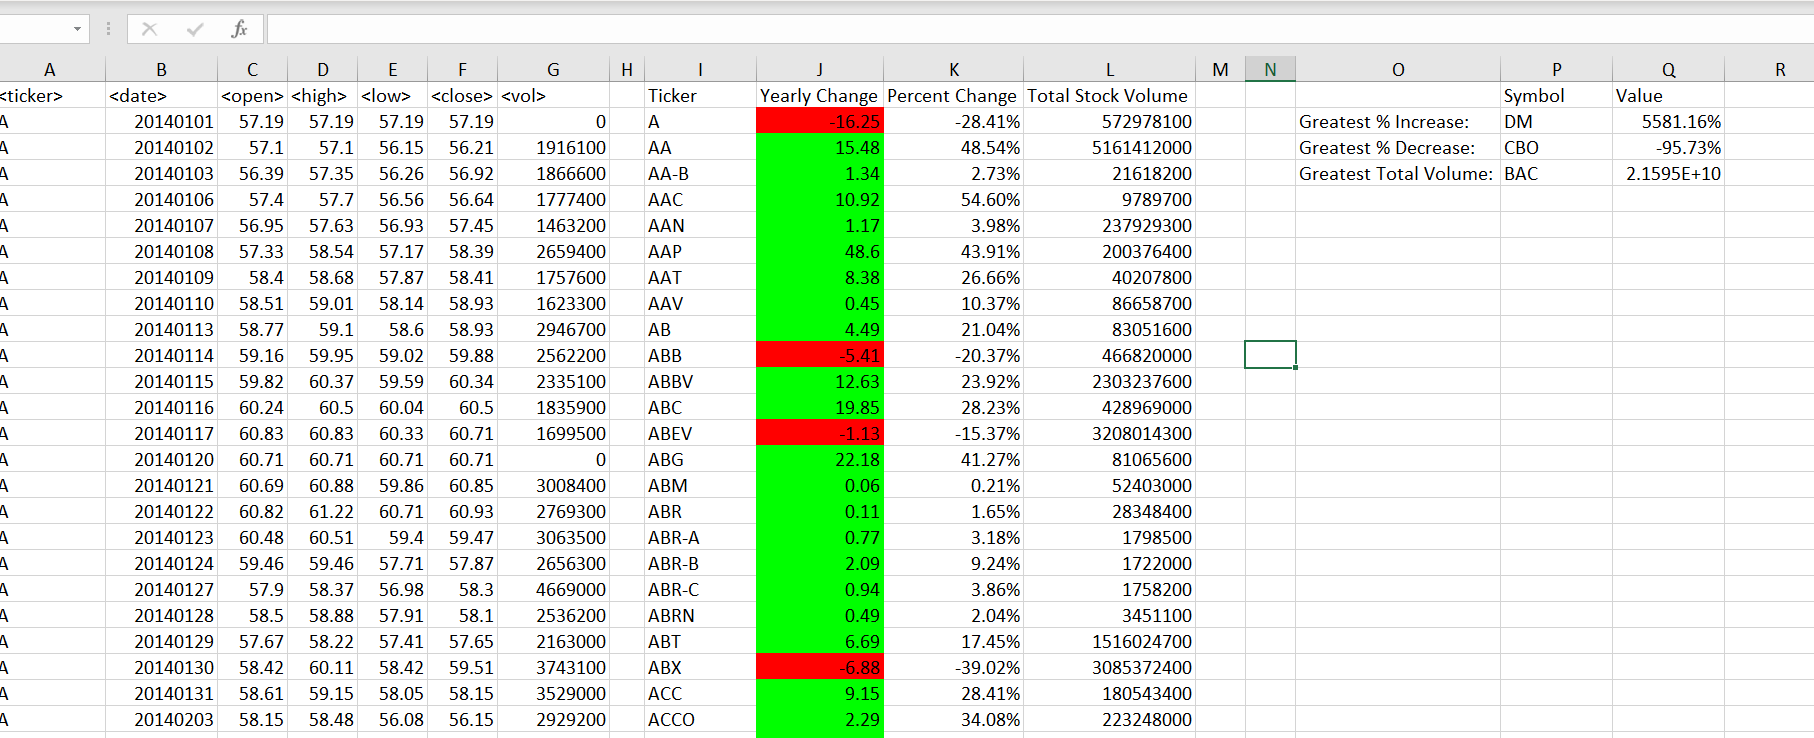 fx
A B C D E F G H I J K L M N O P Q R
<ticker> <date> <open> <high> <low> <close> <vol> Ticker Yearly Change Percent Change Total Stock Volume Symbol Value
A 20140101 57.19 57.19 57.19 57.19 0 A -16.25 -28.41% 572978100 Greatest % Increase: DM 5581.16%
A 20140102 57.1 57.1 56.15 56.21 1916100 AA 15.48 48.54% 5161412000 Greatest % Decrease: CBO -95.73%
A 20140103 56.39 57.35 56.26 56.92 1866600 AA-B 1.34 2.73% 21618200 Greatest Total Volume: BAC 2.1595E+10
A 20140106 57.4 57.7 56.56 56.64 1777400 AAC 10.92 54.60% 9789700
A 20140107 56.95 57.63 56.93 57.45 1463200 AAN 1.17 3.98% 237929300
A 20140108 57.33 58.54 57.17 58.39 2659400 AAP 48.6 43.91% 200376400
A 20140109 58.4 58.68 57.87 58.41 1757600 AAT 8.38 26.66% 40207800
A 20140110 58.51 59.01 58.14 58.93 1623300 AAV 0.45 10.37% 86658700
A 20140113 58.77 59.1 58.6 58.93 2946700 AB 4.49 21.04% 83051600
A 20140114 59.16 59.95 59.02 59.88 2562200 ABB -5.41 -20.37% 466820000
A 20140115 59.82 60.37 59.59 60.34 2335100 ABBV 12.63 23.92% 2303237600
A 20140116 60.24 60.5 60.04 60.5 1835900 ABC 19.85 28.23% 428969000
A 20140117 60.83 60.83 60.33 60.71 1699500 ABEV -1.13 -15.37% 3208014300
A 20140120 60.71 60.71 60.71 60.71 0 ABG 22.18 41.27% 81065600
A 20140121 60.69 60.88 59.86 60.85 3008400 ABM 0.06 0.21% 52403000
A 20140122 60.82 61.22 60.71 60.93 2769300 ABR 0.11 1.65% 28348400
A 20140123 60.48 60.51 59.4 59.47 3063500 ABR-A 0.77 3.18% 1798500
A 20140124 59.46 59.46 57.71 57.87 2656300 ABR-B 2.09 9.24% 1722000
A 20140127 57.9 58.37 56.98 58.3 4669000 ABR-C 0.94 3.86% 1758200
A 20140128 58.5 58.88 57.91 58.1 2536200 ABRN 0.49 2.04% 3451100
A 20140129 57.67 58.22 57.41 57.65 2163000 ABT 6.69 17.45% 1516024700
A 20140130 58.42 60.11 58.42 59.51 3743100 ABX -6.88 -39.02% 3085372400
A 20140131 58.61 59.15 58.05 58.15 3529000 ACC 9.15 28.41% 180543400
A 20140203 58.15 58.48 56.08 56.15 2929200 ACCO 2.29 34.08% 223248000